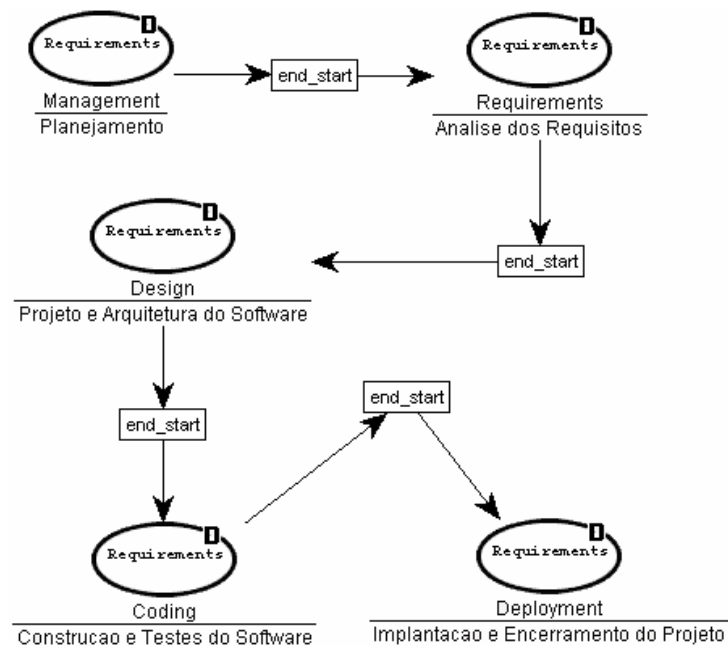 D
Requirements
Management
Planejamento
end_start
D
Requirements
Requirements
Analise dos Requisitos
end_start
D
Requirements
Design
Projeto e Arquitetura do Software
end_start
end_start
D
Requirements
Coding
Construcao e Testes do Software
D
Requirements
Deployment
Implantacao e Encerramento do Projeto